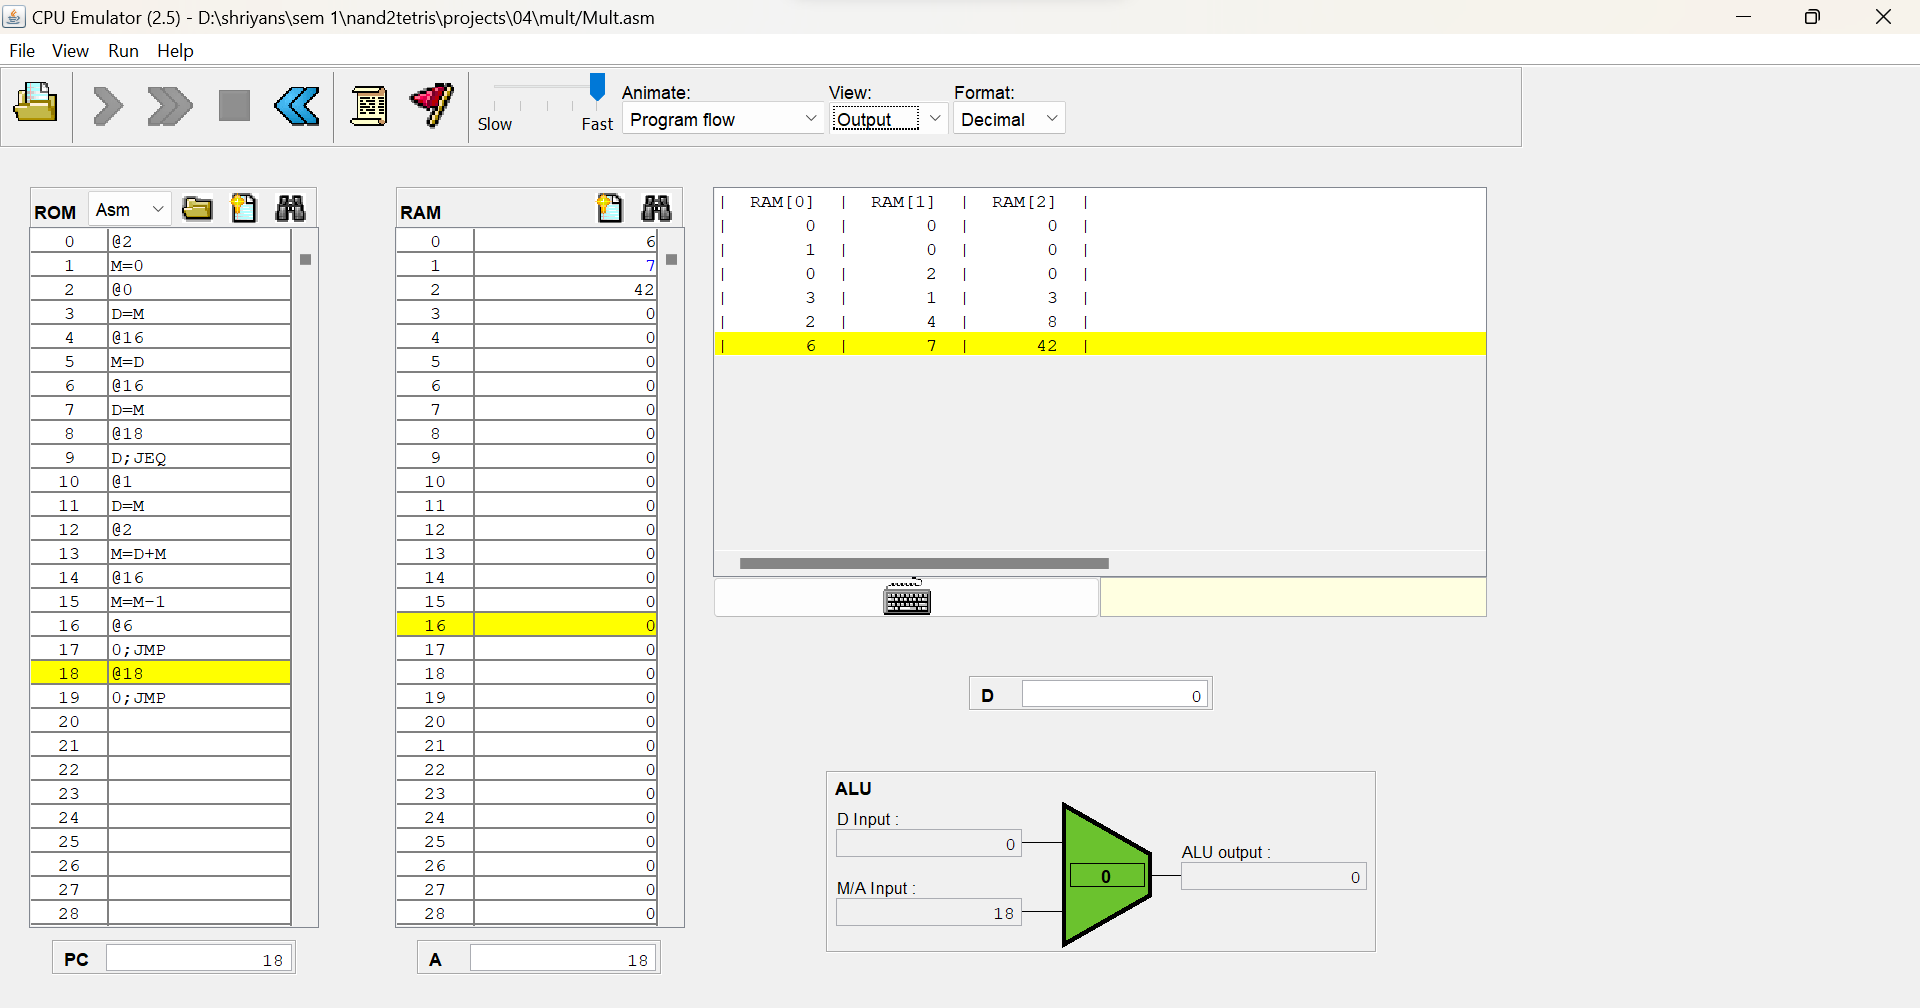 CPU Emulator (2.5) - D:\shriyans\sem 1\nand2tetris\projects\04\mult/Mult.asm
File View Run Help
Slow Fast
Animate:
Program flow
View:
Output
Format:
Decimal
ROM Asm
0 @2
1 M=0
2 @0
3 D=M
4 @16
5 M=D
6 @16
7 D=M
8 @18
9 D;JEQ
10 @1
11 D=M
12 @2
13 M=D+M
14 @16
15 M=M-1
16 @6
17 0;JMP
18 @18
19 0;JMP
20
21
22
23
24
25
26
27
28
PC 18
RAM
0 6
1 7
2 42
3 0
4 0
5 0
6 0
7 0
8 0
9 0
10 0
11 0
12 0
13 0
14 0
15 0
16 0
17 0
18 0
19 0
20 0
21 0
22 0
23 0
24 0
25 0
26 0
27 0
28 0
A 18
| RAM[0] | RAM[1] | RAM[2] |
| 0 | 0 | 0 |
| 1 | 0 | 0 |
| 0 | 2 | 0 |
| 3 | 1 | 3 |
| 2 | 4 | 8 |
| 6 | 7 | 42 |
D 0
ALU
D Input :
0
M/A Input :
18
0
ALU output :
0